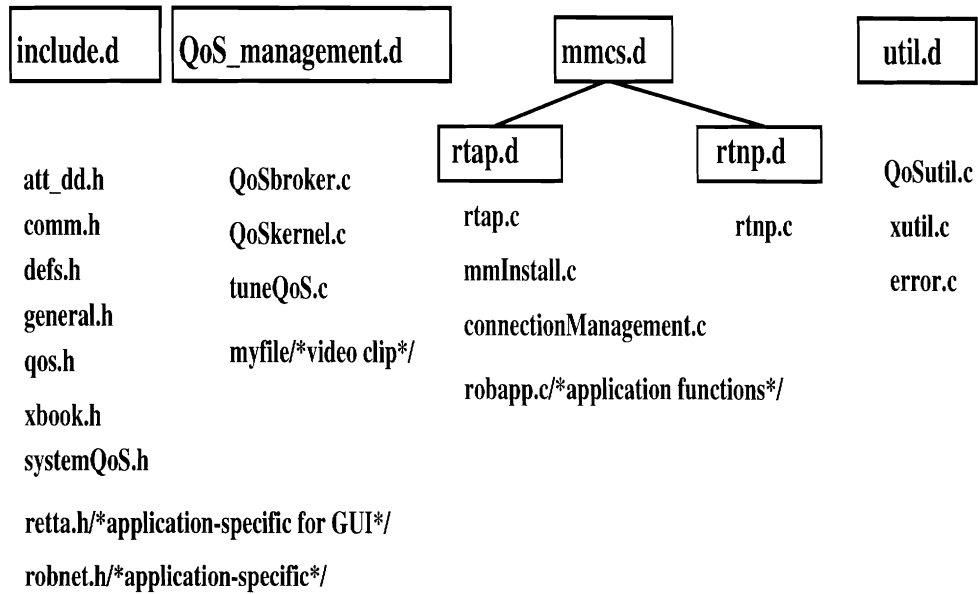 include.d
QoS_management.d
mmcs.d
util.d
rtap.d
rtnp.d
att_dd.h
comm.h
defs.h
general.h
qos.h
xbook.h
systemQoS.h
retta.h/*application-specific for GUI*/
robnet.h/*application-specific*/
QoSbroker.c
QoSkernel.c
tuneQoS.c
myfile/*video clip*/
rtap.c
mmInstall.c
connectionManagement.c
robapp.c/*application functions*/
rtnp.c
QoSutil.c
xutil.c
error.c